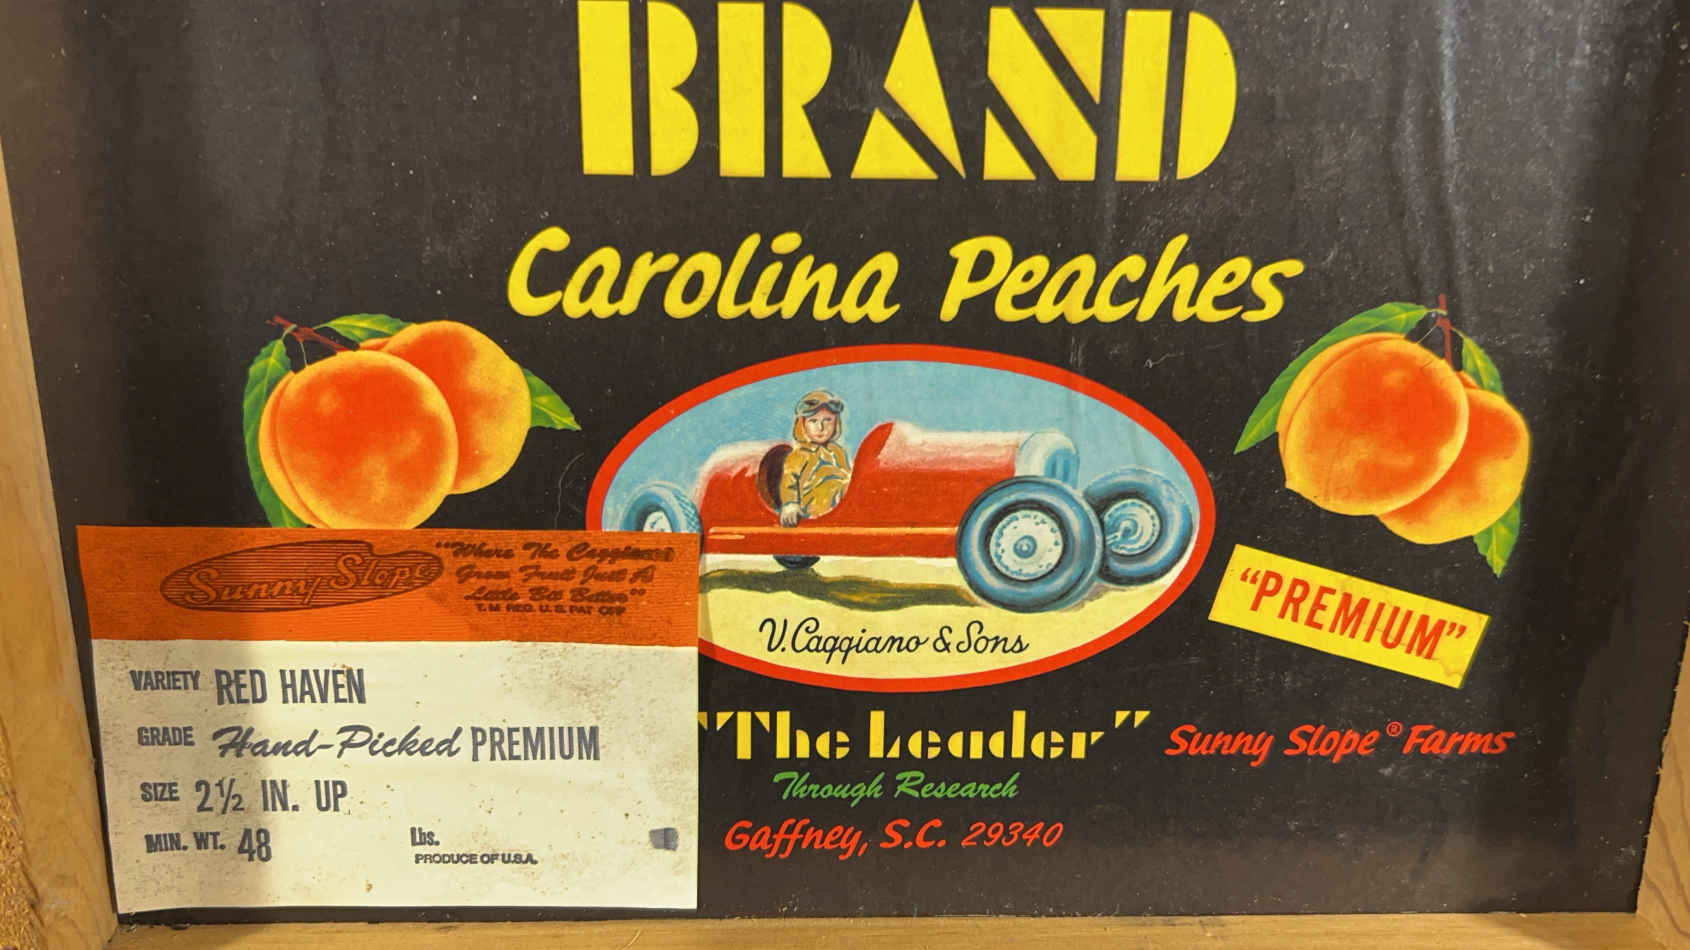 BRAND
Carolina Peaches
V. Caggiano & Sons
"PREMIUM"
"The Leader"
Through Research
Sunny Slope® Farms
Gaffney, S.C. 29340
Sunny Slope
"Where The Caggianos
Grow Fruit Just A
Little Bit Better"
T.M REG. U.S. PAT OFF
VARIETY RED HAVEN
GRADE Hand-Picked PREMIUM
SIZE 2½ IN. UP
MIN. WT. 48 Lbs.
PRODUCE OF U.S.A.